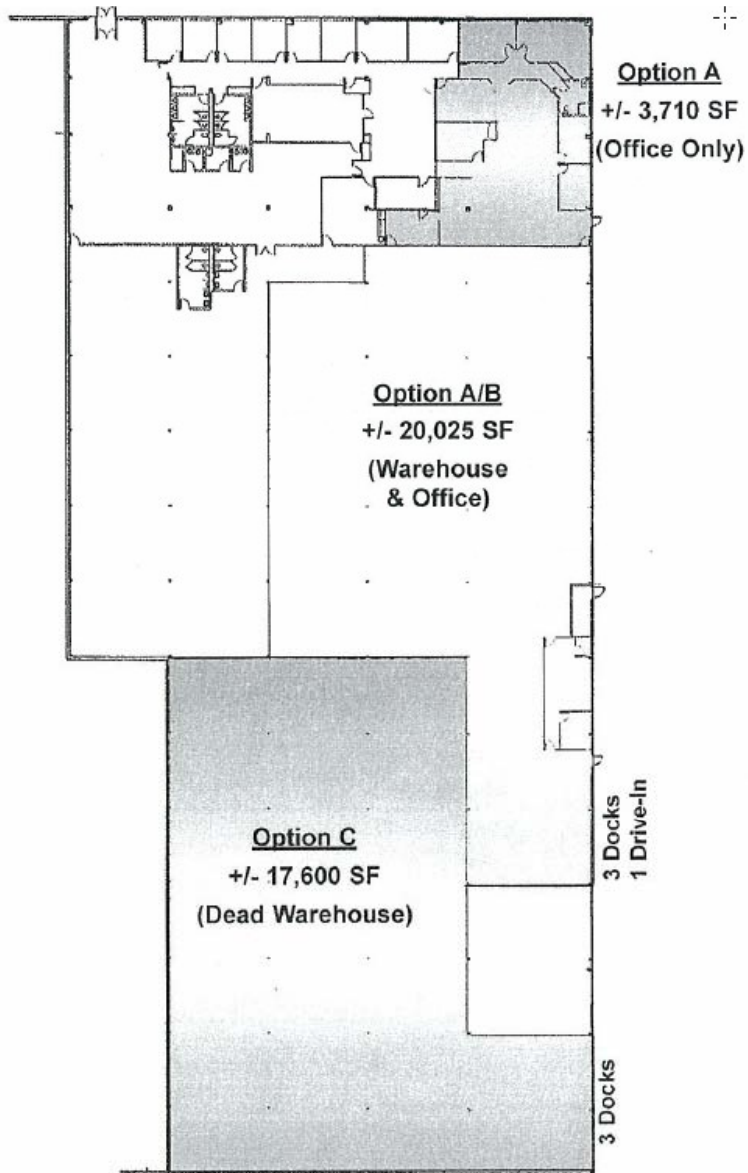 Option A
+/- 3,710 SF
(Office Only)
Option A/B
+/- 20,025 SF
(Warehouse
& Office)
3 Docks
1 Drive-In
Option C
+/- 17,600 SF
(Dead Warehouse)
3 Docks